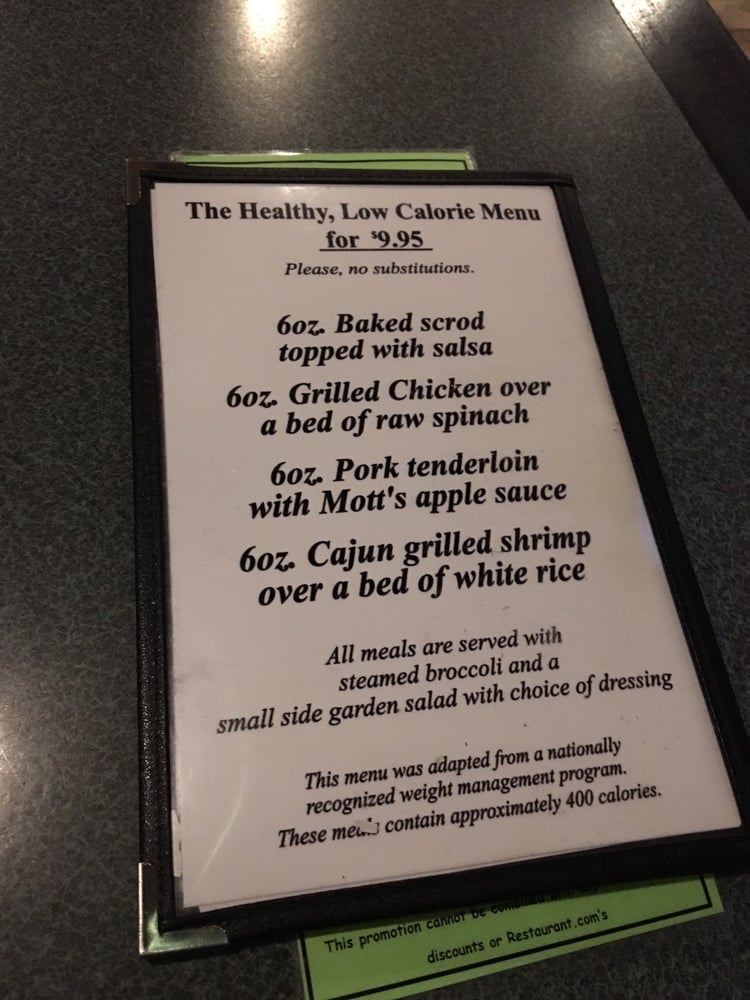 The Healthy, Low Calorie Menu
for $9.95
Please, no substitutions.
6oz. Baked scrod
topped with salsa
6oz. Grilled Chicken over
a bed of raw spinach
6oz. Pork tenderloin
with Mott's apple sauce
6oz. Cajun grilled shrimp
over a bed of white rice
All meals are served with
steamed broccoli and a
small side garden salad with choice of dressing
This menu was adapted from a nationally
recognized weight management program.
These meals contain approximately 400 calories.
This promotion cannot be combined with
discounts or Restaurant.com's